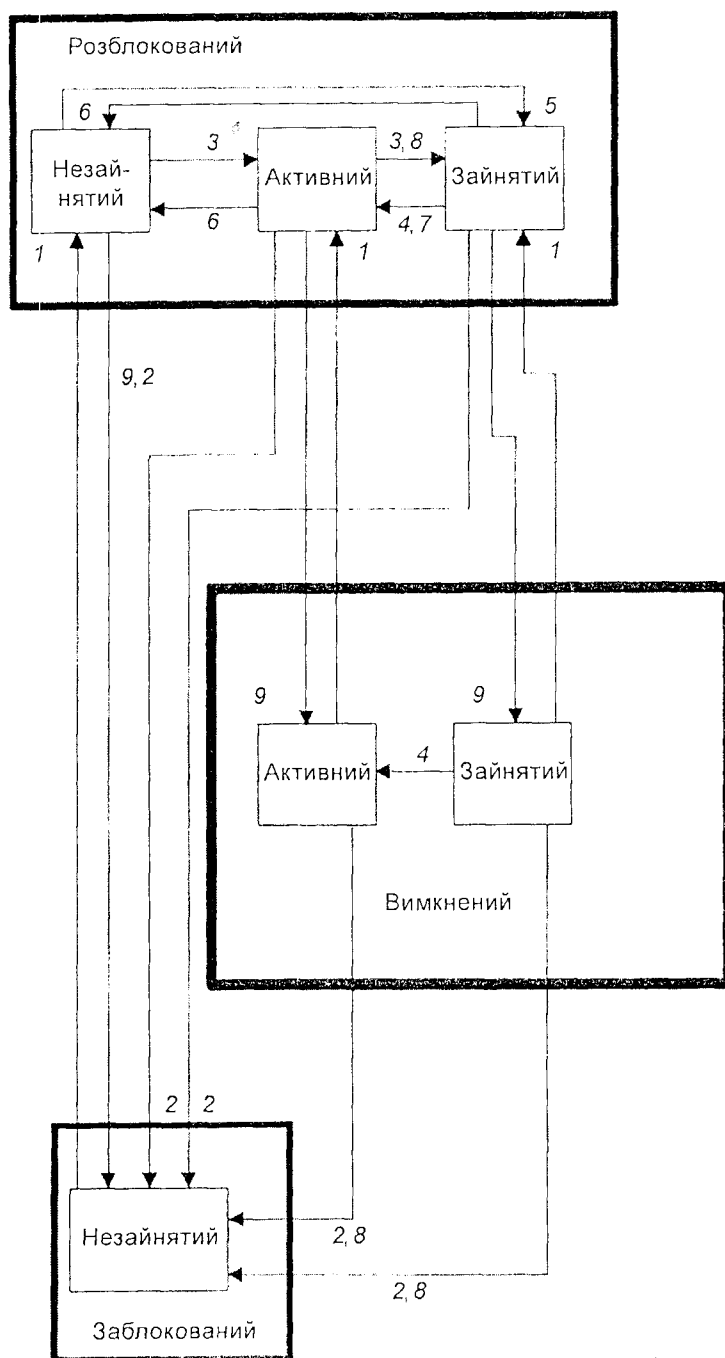 Розблокований
6
5
3
3, 8
Незай-
нятий
Активний
Зайнятий
6
4, 7
1
1
1
9, 2
9
9
Активний
4
Зайнятий
Вимкнений
2
2
Незайнятий
2, 8
2, 8
Заблокований